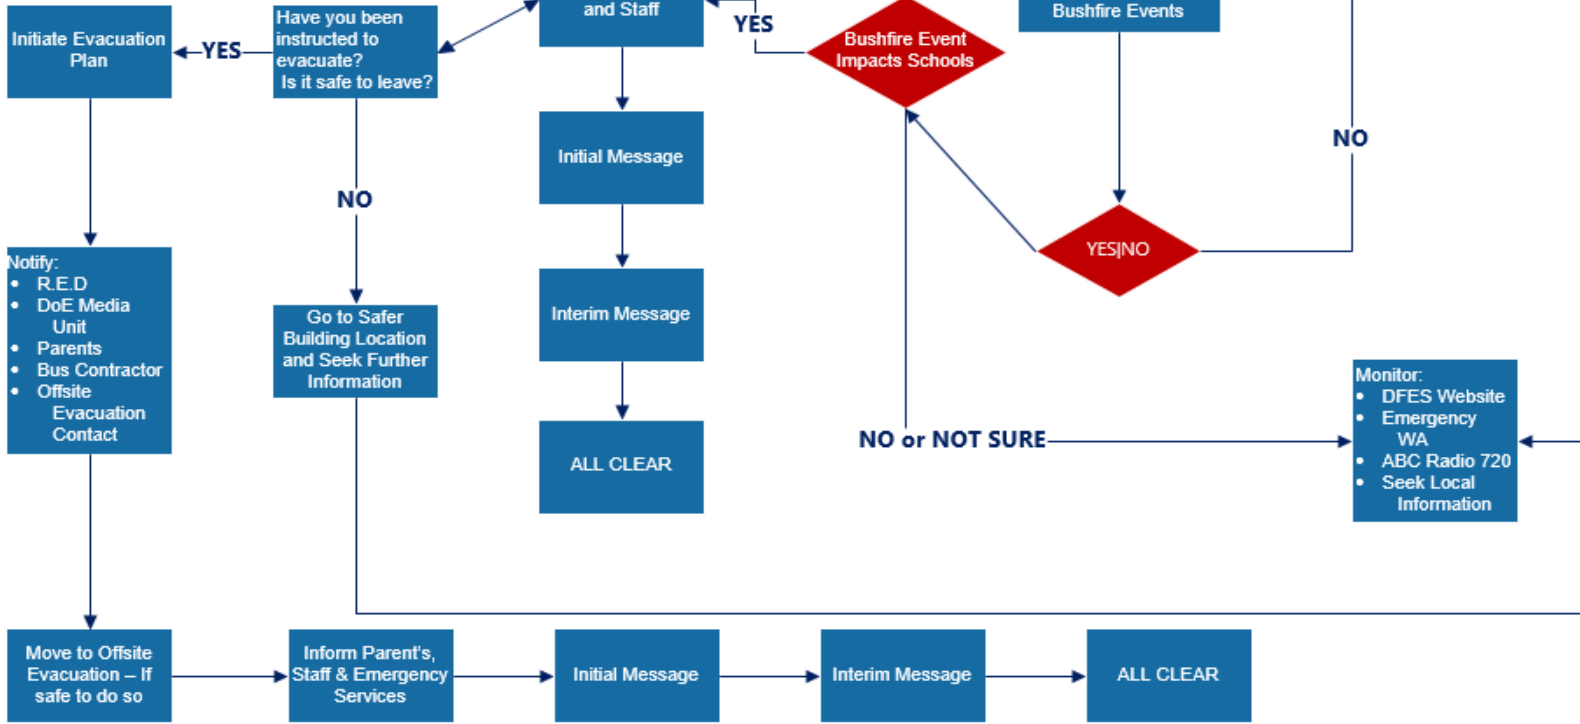 and Staff
Bushfire Events
Initiate Evacuation
Plan
YES
Have you been
instructed to
evacuate?
Is it safe to leave?
YES
Bushfire Event
Impacts Schools
NO
Initial Message
NO
YES|NO
Notify:
• R.E.D
• DoE Media
Unit
• Parents
• Bus Contractor
• Offsite
Evacuation
Contact
Go to Safer
Building Location
and Seek Further
Information
Interim Message
ALL CLEAR
NO or NOT SURE
Monitor:
• DFES Website
• Emergency
WA
• ABC Radio 720
• Seek Local
Information
Move to Offsite
Evacuation – If
safe to do so
Inform Parent's,
Staff & Emergency
Services
Initial Message
Interim Message
ALL CLEAR